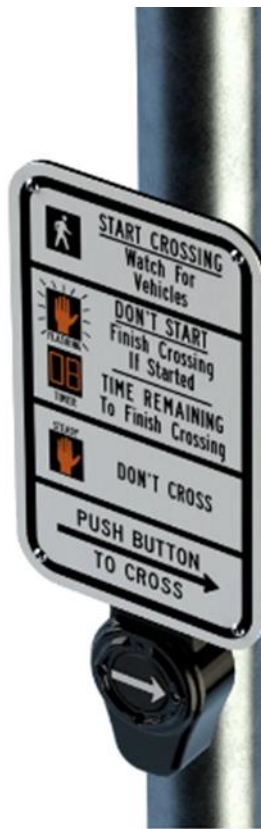 START CROSSING
Watch For
Vehicles
FLASHING
DON'T START
Finish Crossing
If Started
08
TIMER
TIME REMAINING
To Finish Crossing
STEADY
DON'T CROSS
PUSH BUTTON
TO CROSS